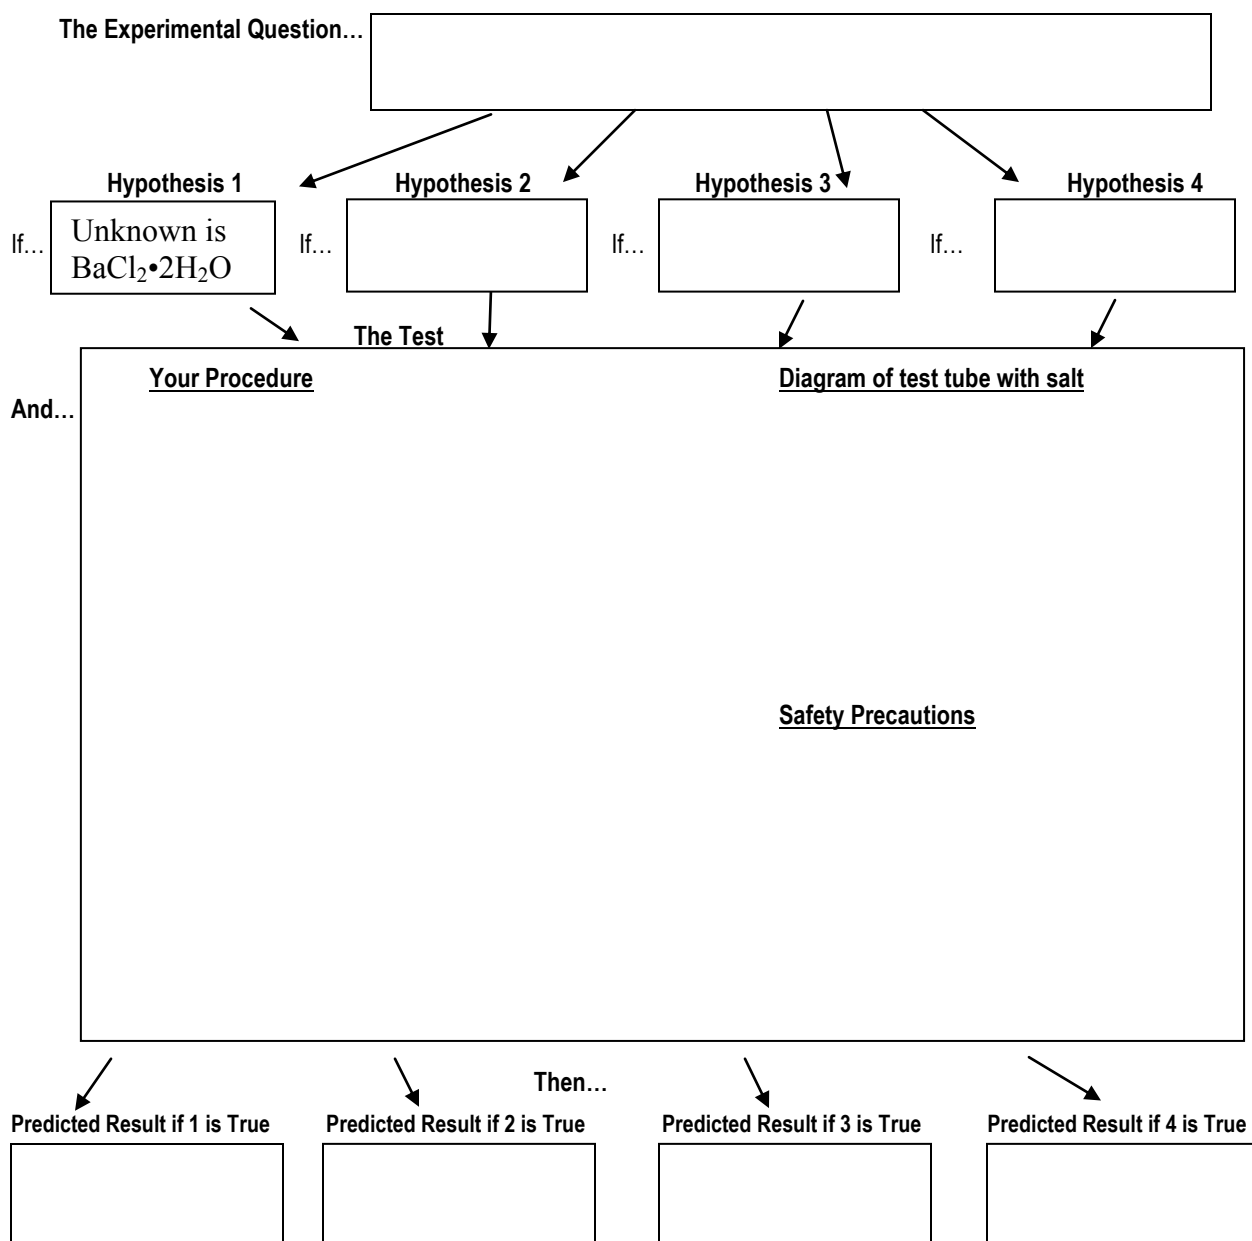 The Experimental Question…
Hypothesis 1
Hypothesis 2
Hypothesis 3
Hypothesis 4
If…
Unknown is
BaCl₂•2H₂O
If…
If…
If…
The Test
Your Procedure
Diagram of test tube with salt
And…
Safety Precautions
Then…
Predicted Result if 1 is True
Predicted Result if 2 is True
Predicted Result if 3 is True
Predicted Result if 4 is True